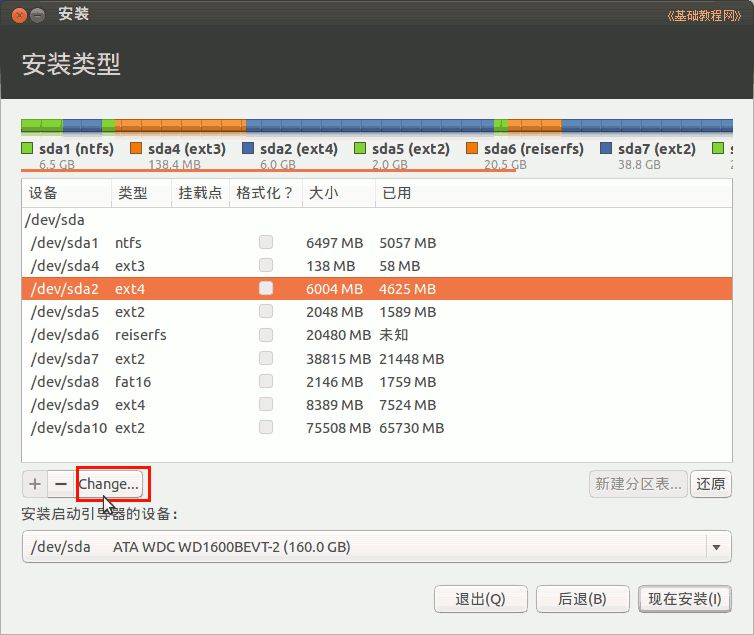 安装
《基础教程网》
安装类型
sda1 (ntfs) sda4 (ext3) sda2 (ext4) sda5 (ext2) sda6 (reiserfs) sda7 (ext2)
6.5 GB 138.4 MB 6.0 GB 2.0 GB 20.5 GB 38.8 GB
设备 类型 挂载点 格式化？ 大小 已用
/dev/sda
/dev/sda1 ntfs 6497 MB 5057 MB
/dev/sda4 ext3 138 MB 58 MB
/dev/sda2 ext4 6004 MB 4625 MB
/dev/sda5 ext2 2048 MB 1589 MB
/dev/sda6 reiserfs 20480 MB 未知
/dev/sda7 ext2 38815 MB 21448 MB
/dev/sda8 fat16 2146 MB 1759 MB
/dev/sda9 ext4 8389 MB 7524 MB
/dev/sda10 ext2 75508 MB 65730 MB
+ − Change... 新建分区表... 还原
安装启动引导器的设备：
/dev/sda ATA WDC WD1600BEVT-2 (160.0 GB)
退出(Q) 后退(B) 现在安装(I)